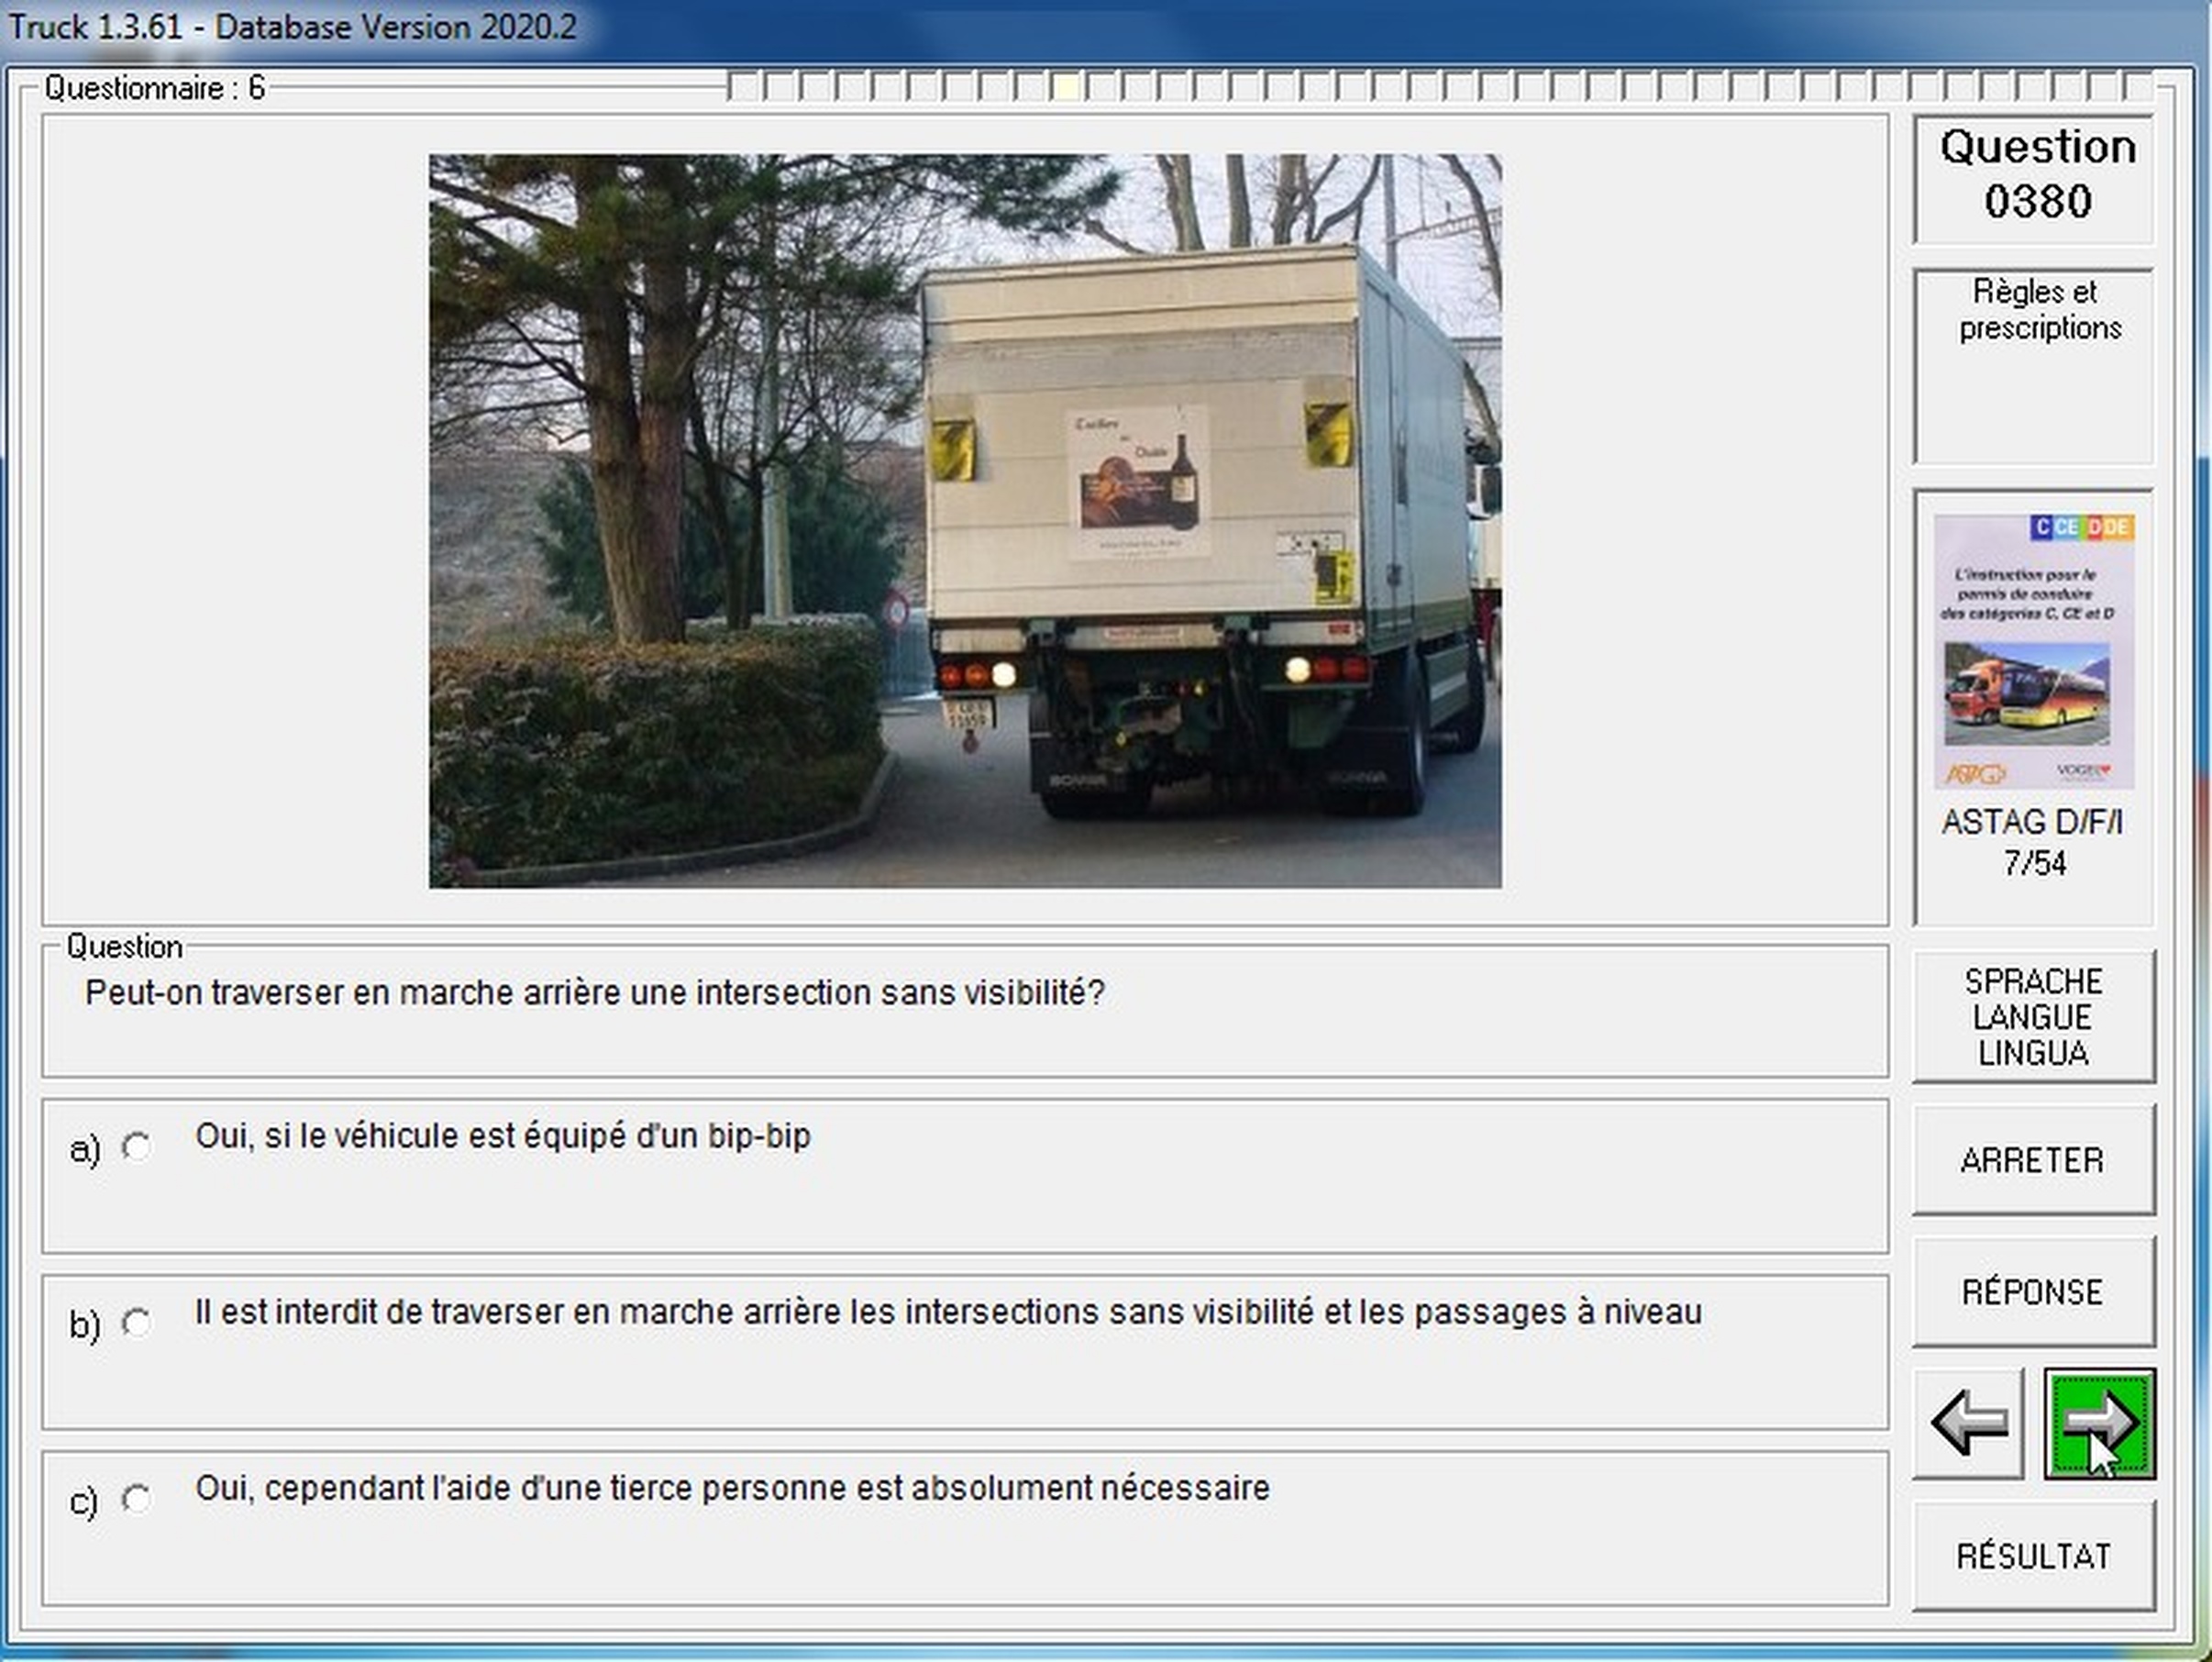 Truck 1.3.61 - Database Version 2020.2
Questionnaire : 6
Question
0380
Règles et
prescriptions
C CE D DE
L'instruction pour le
permis de conduire
des catégories C, CE et D
ASTAG
VOGEL
ASTAG D/F/I
7/54
SCANIA
SCANIA
Question
Peut-on traverser en marche arrière une intersection sans visibilité?
a) Oui, si le véhicule est équipé d'un bip-bip
b) Il est interdit de traverser en marche arrière les intersections sans visibilité et les passages à niveau
c) Oui, cependant l'aide d'une tierce personne est absolument nécessaire
SPRACHE
LANGUE
LINGUA
ARRETER
RÉPONSE
RÉSULTAT